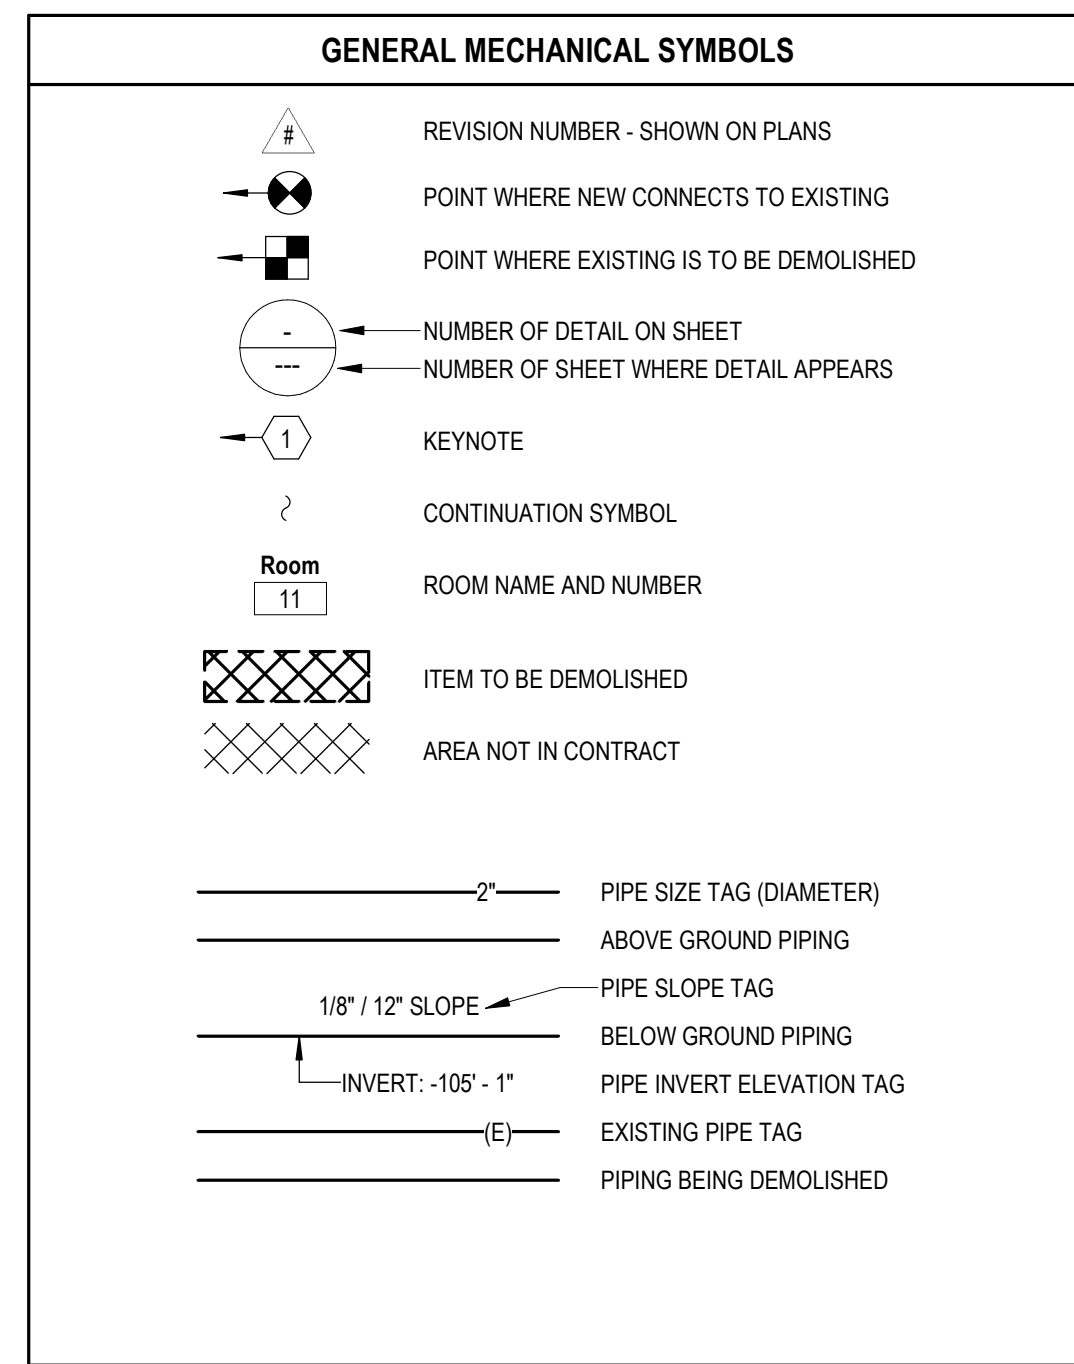 GENERAL MECHANICAL SYMBOLS
# REVISION NUMBER - SHOWN ON PLANS
POINT WHERE NEW CONNECTS TO EXISTING
POINT WHERE EXISTING IS TO BE DEMOLISHED
- NUMBER OF DETAIL ON SHEET
--- NUMBER OF SHEET WHERE DETAIL APPEARS
1 KEYNOTE
CONTINUATION SYMBOL
Room
11 ROOM NAME AND NUMBER
ITEM TO BE DEMOLISHED
AREA NOT IN CONTRACT
2" PIPE SIZE TAG (DIAMETER)
ABOVE GROUND PIPING
PIPE SLOPE TAG
1/8" / 12" SLOPE
BELOW GROUND PIPING
INVERT: -105' - 1" PIPE INVERT ELEVATION TAG
(E) EXISTING PIPE TAG
PIPING BEING DEMOLISHED